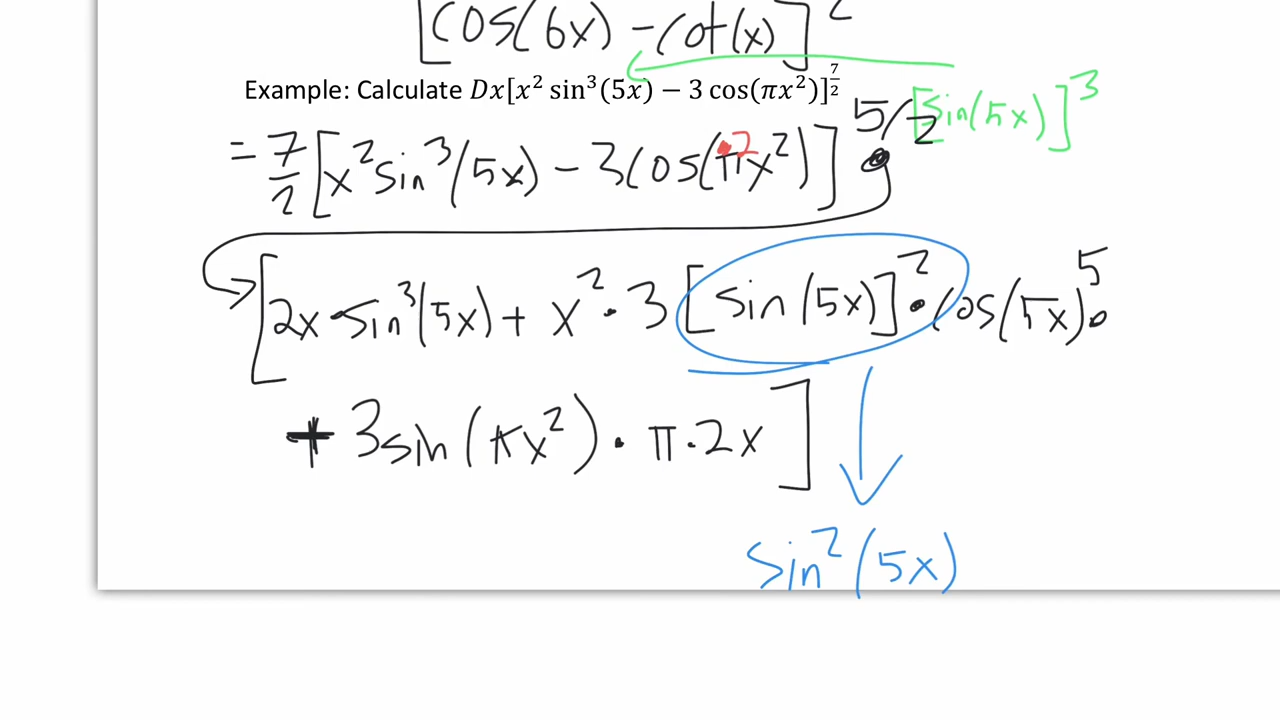 [cos(6x) - cot(x)]²
Example: Calculate Dx[x² sin³(5x) − 3 cos(πx²)]^(7/2)
[sin(5x)]³
= 7/2 [x² sin³(5x) − 3cos(πx²)]^(5/2) ·
2
[2x · sin³(5x) + x² · 3 [sin(5x)]² · cos(5x) · 5
+ 3sin(πx²) · π · 2x]
sin²(5x)